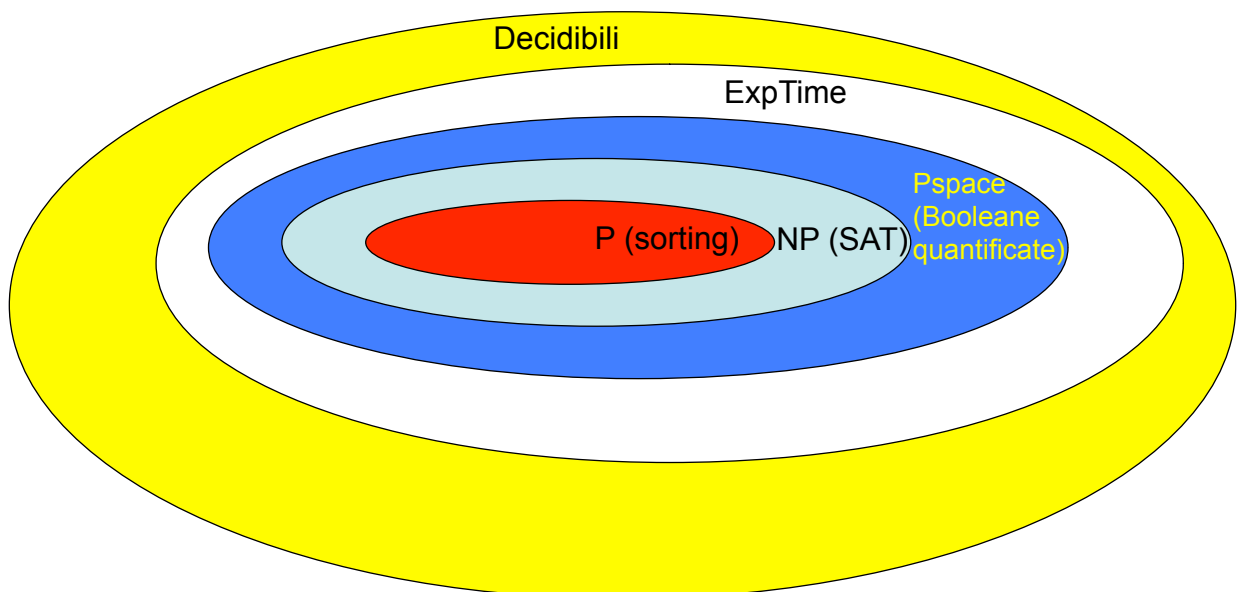 Decidibili
ExpTime
Pspace
(Booleane
quantificate)
P (sorting)
NP (SAT)